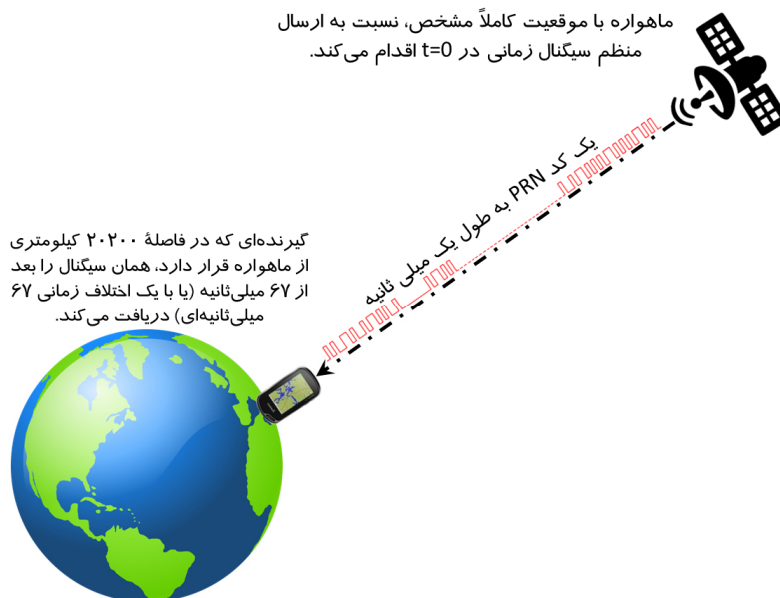 ماهواره با موقعیت کاملاً مشخص، نسبت به ارسال
منظم سیگنال زمانی در t=0 اقدام می‌کند.
یک کد PRN به طول یک میلی ثانیه
گیرنده‌ای که در فاصلهٔ ۲۰۲۰۰ کیلومتری
از ماهواره قرار دارد، همان سیگنال را بعد
از ۶۷ میلی‌ثانیه (یا با یک اختلاف زمانی ۶۷
میلی‌ثانیه‌ای) دریافت می‌کند.